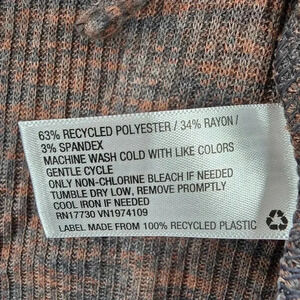 63% RECYCLED POLYESTER / 34% RAYON /
3% SPANDEX
MACHINE WASH COLD WITH LIKE COLORS
GENTLE CYCLE
ONLY NON-CHLORINE BLEACH IF NEEDED
TUMBLE DRY LOW, REMOVE PROMPTLY
COOL IRON IF NEEDED
RN17730 VN1974109
LABEL MADE FROM 100% RECYCLED PLASTIC